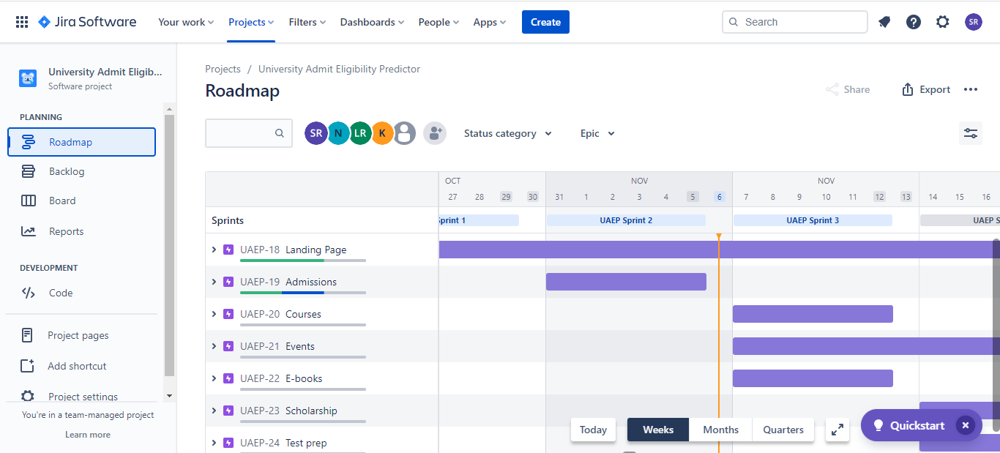 Jira Software Your work Projects Filters Dashboards People Apps Create Search SR
University Admit Eligib...
Software project
PLANNING
Roadmap
Backlog
Board
Reports
DEVELOPMENT
Code
Project pages
Add shortcut
Project settings
You're in a team-managed project
Learn more
Projects / University Admit Eligibility Predictor
Roadmap
Share Export
SR N LR K Status category Epic
OCT NOV NOV
27 28 29 30 31 1 2 3 4 5 6 7 8 9 10 11 12 13 14 15 16
Sprints Sprint 1 UAEP Sprint 2 UAEP Sprint 3 UAEP S
UAEP-18 Landing Page
UAEP-19 Admissions
UAEP-20 Courses
UAEP-21 Events
UAEP-22 E-books
UAEP-23 Scholarship
UAEP-24 Test prep
Today Weeks Months Quarters Quickstart